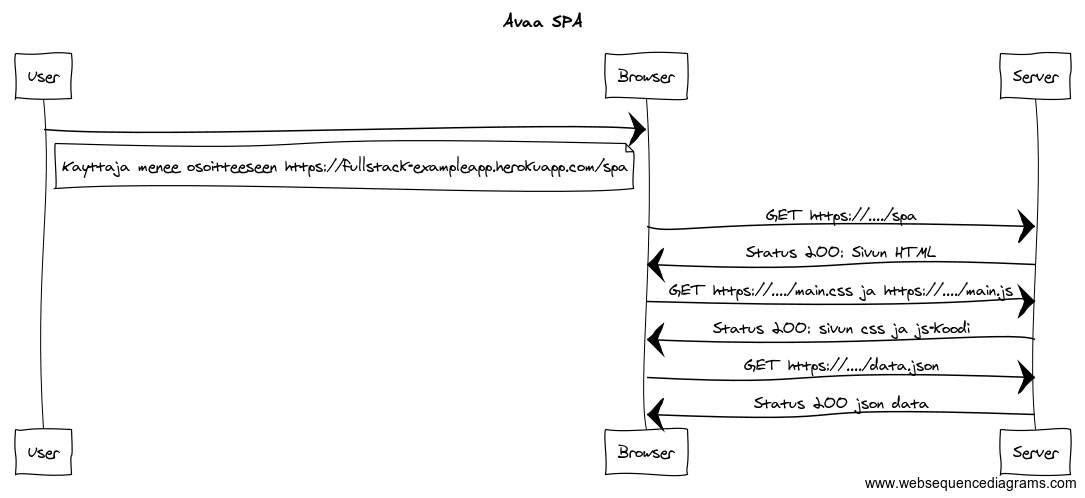 Avaa SPA
User
Browser
Server
Kayttaja menee osoitteeseen https://fullstack-exampleapp.herokuapp.com/spa
GET https://..../spa
Status 200: Sivun HTML
GET https://..../main.css ja https://..../main.js
Status 200: sivun css ja js-koodi
GET https://..../data.json
Status 200 json data
User
Browser
Server
www.websequencediagrams.com